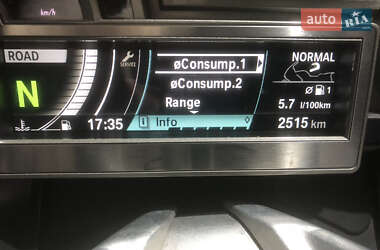 auto RIA
km/h
ROAD
SERVICE
øConsump.1
NORMAL
øConsump.2
N
Range
Ø 1
5.7 l/100km
17:35
i Info
2515 km